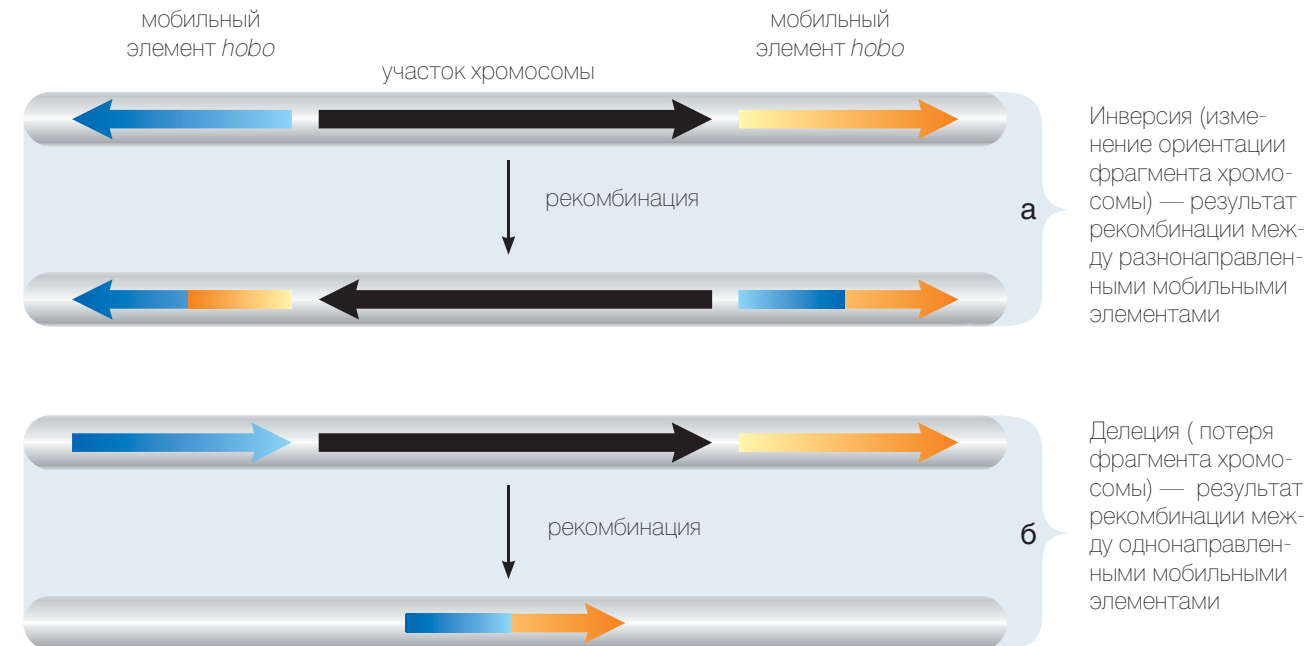 мобильный
элемент hobo
мобильный
элемент hobo
участок хромосомы
рекомбинация
а
Инверсия (изме-
нение ориентации
фрагмента хромо-
сомы) — результат
рекомбинации меж-
ду разнонаправлен-
ными мобильными
элементами
рекомбинация
б
Делеция ( потеря
фрагмента хромо-
сомы) — результат
рекомбинации меж-
ду однонаправлен-
ными мобильными
элементами